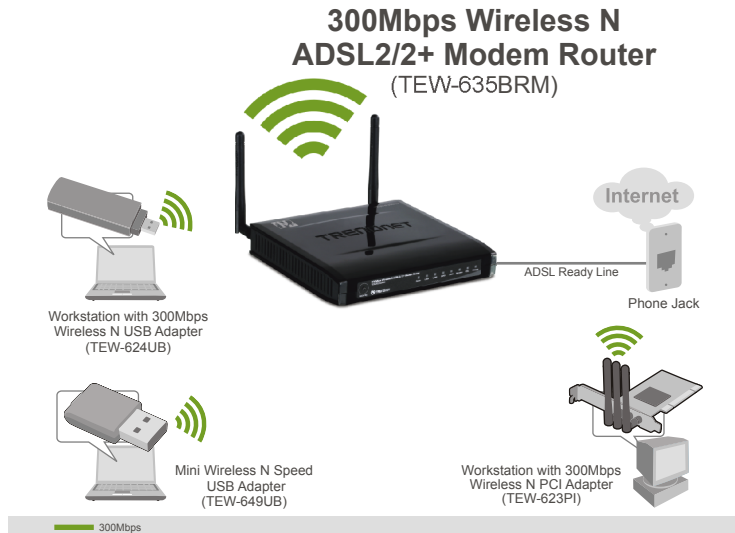 300Mbps Wireless N
ADSL2/2+ Modem Router
(TEW-635BRM)
Internet
TRENDNET
ADSL Ready Line
Phone Jack
Workstation with 300Mbps
Wireless N USB Adapter
(TEW-624UB)
Mini Wireless N Speed
USB Adapter
(TEW-649UB)
Workstation with 300Mbps
Wireless N PCI Adapter
(TEW-623PI)
300Mbps